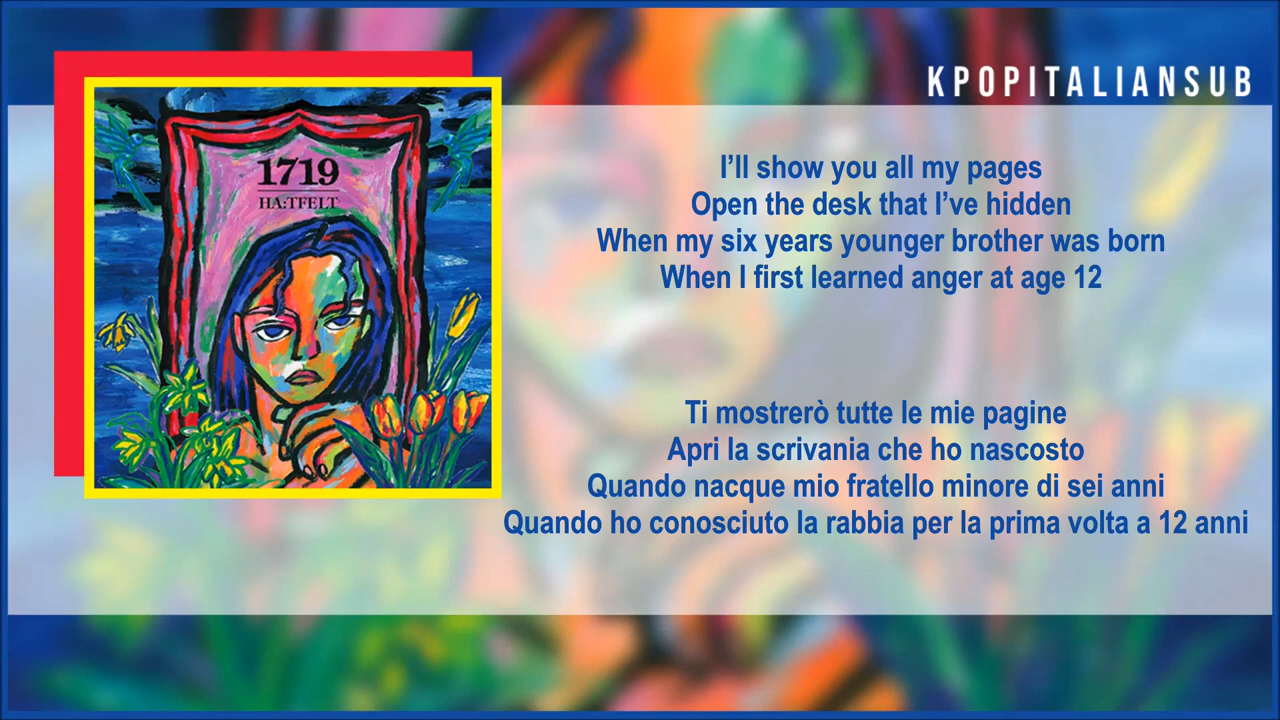 KPOPITALIANSUB
1719
HA:TFELT
I’ll show you all my pages
Open the desk that I’ve hidden
When my six years younger brother was born
When I first learned anger at age 12
Ti mostrerò tutte le mie pagine
Apri la scrivania che ho nascosto
Quando nacque mio fratello minore di sei anni
Quando ho conosciuto la rabbia per la prima volta a 12 anni